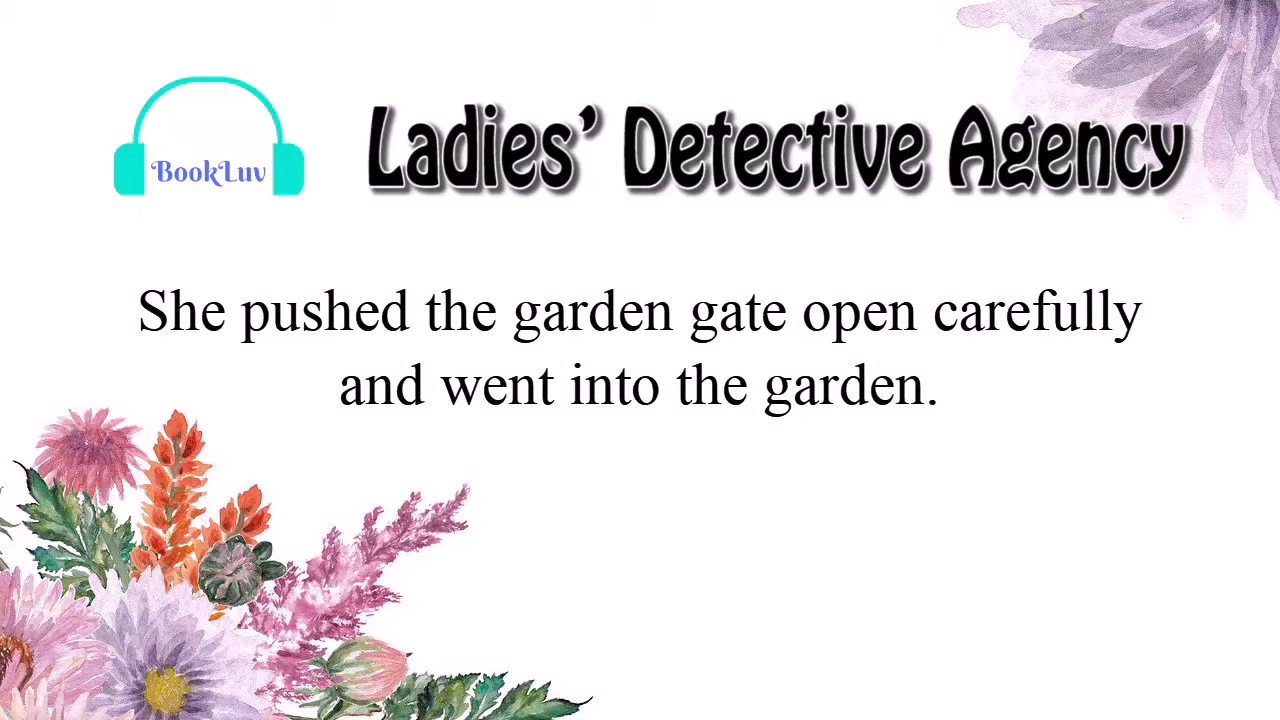 BookLuv
Ladies’ Detective Agency
She pushed the garden gate open carefully
and went into the garden.